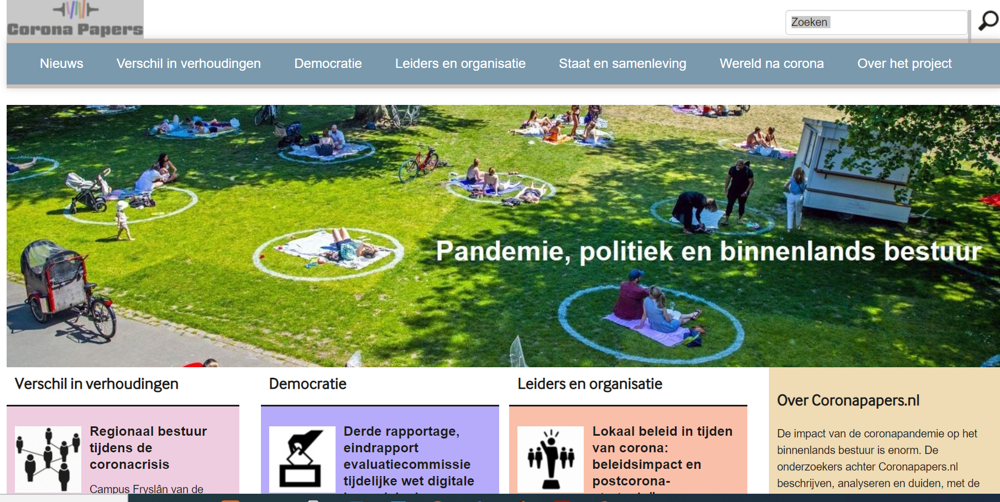 Corona Papers
Zoeken
Nieuws
Verschil in verhoudingen
Democratie
Leiders en organisatie
Staat en samenleving
Wereld na corona
Over het project
Pandemie, politiek en binnenlands bestuur
Verschil in verhoudingen
Regionaal bestuur
tijdens de
coronacrisis
Campus Fryslân van de
Democratie
Derde rapportage,
eindrapport
evaluatiecommissie
tijdelijke wet digitale
Leiders en organisatie
Lokaal beleid in tijden
van corona:
beleidsimpact en
postcorona-
Over Coronapapers.nl
De impact van de coronapandemie op het
binnenlands bestuur is enorm. De
onderzoekers achter Coronapapers.nl
beschrijven, analyseren en duiden, met de